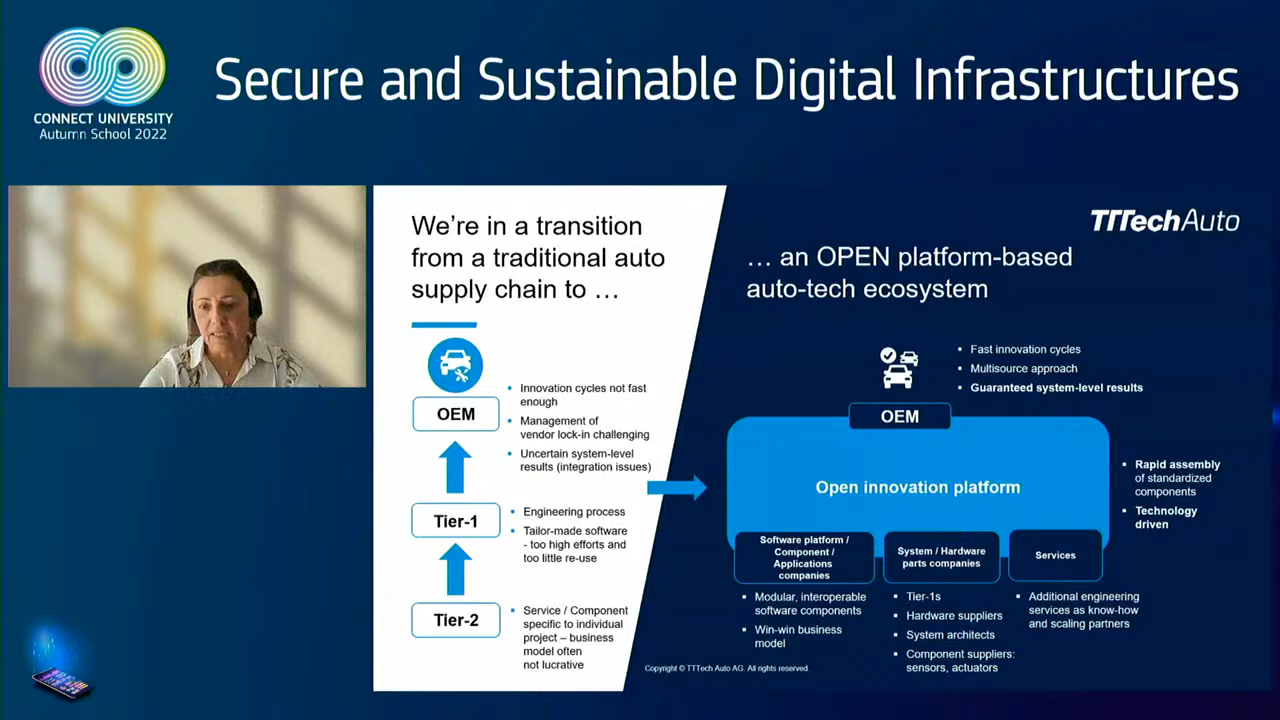 Secure and Sustainable Digital Infrastructures
CONNECT UNIVERSITY
Autumn School 2022
We're in a transition
from a traditional auto
supply chain to …
OEM
▪ Innovation cycles not fast
enough
▪ Management of
vendor lock-in challenging
▪ Uncertain system-level
results (integration issues)
Tier-1
▪ Engineering process
▪ Tailor-made software
- too high efforts and
too little re-use
Tier-2
▪ Service / Component
specific to individual
project – business
model often
not lucrative
TTTechAuto
… an OPEN platform-based
auto-tech ecosystem
▪ Fast innovation cycles
▪ Multisource approach
▪ Guaranteed system-level results
OEM
Open innovation platform
▪ Rapid assembly
of standardized
components
▪ Technology
driven
Software platform /
Component /
Applications
companies
▪ Modular, interoperable
software components
▪ Win-win business
model
System / Hardware
parts companies
▪ Tier-1s
▪ Hardware suppliers
▪ System architects
▪ Component suppliers:
sensors, actuators
Services
▪ Additional engineering
services as know-how
and scaling partners
Copyright © TTTech Auto AG. All rights reserved.